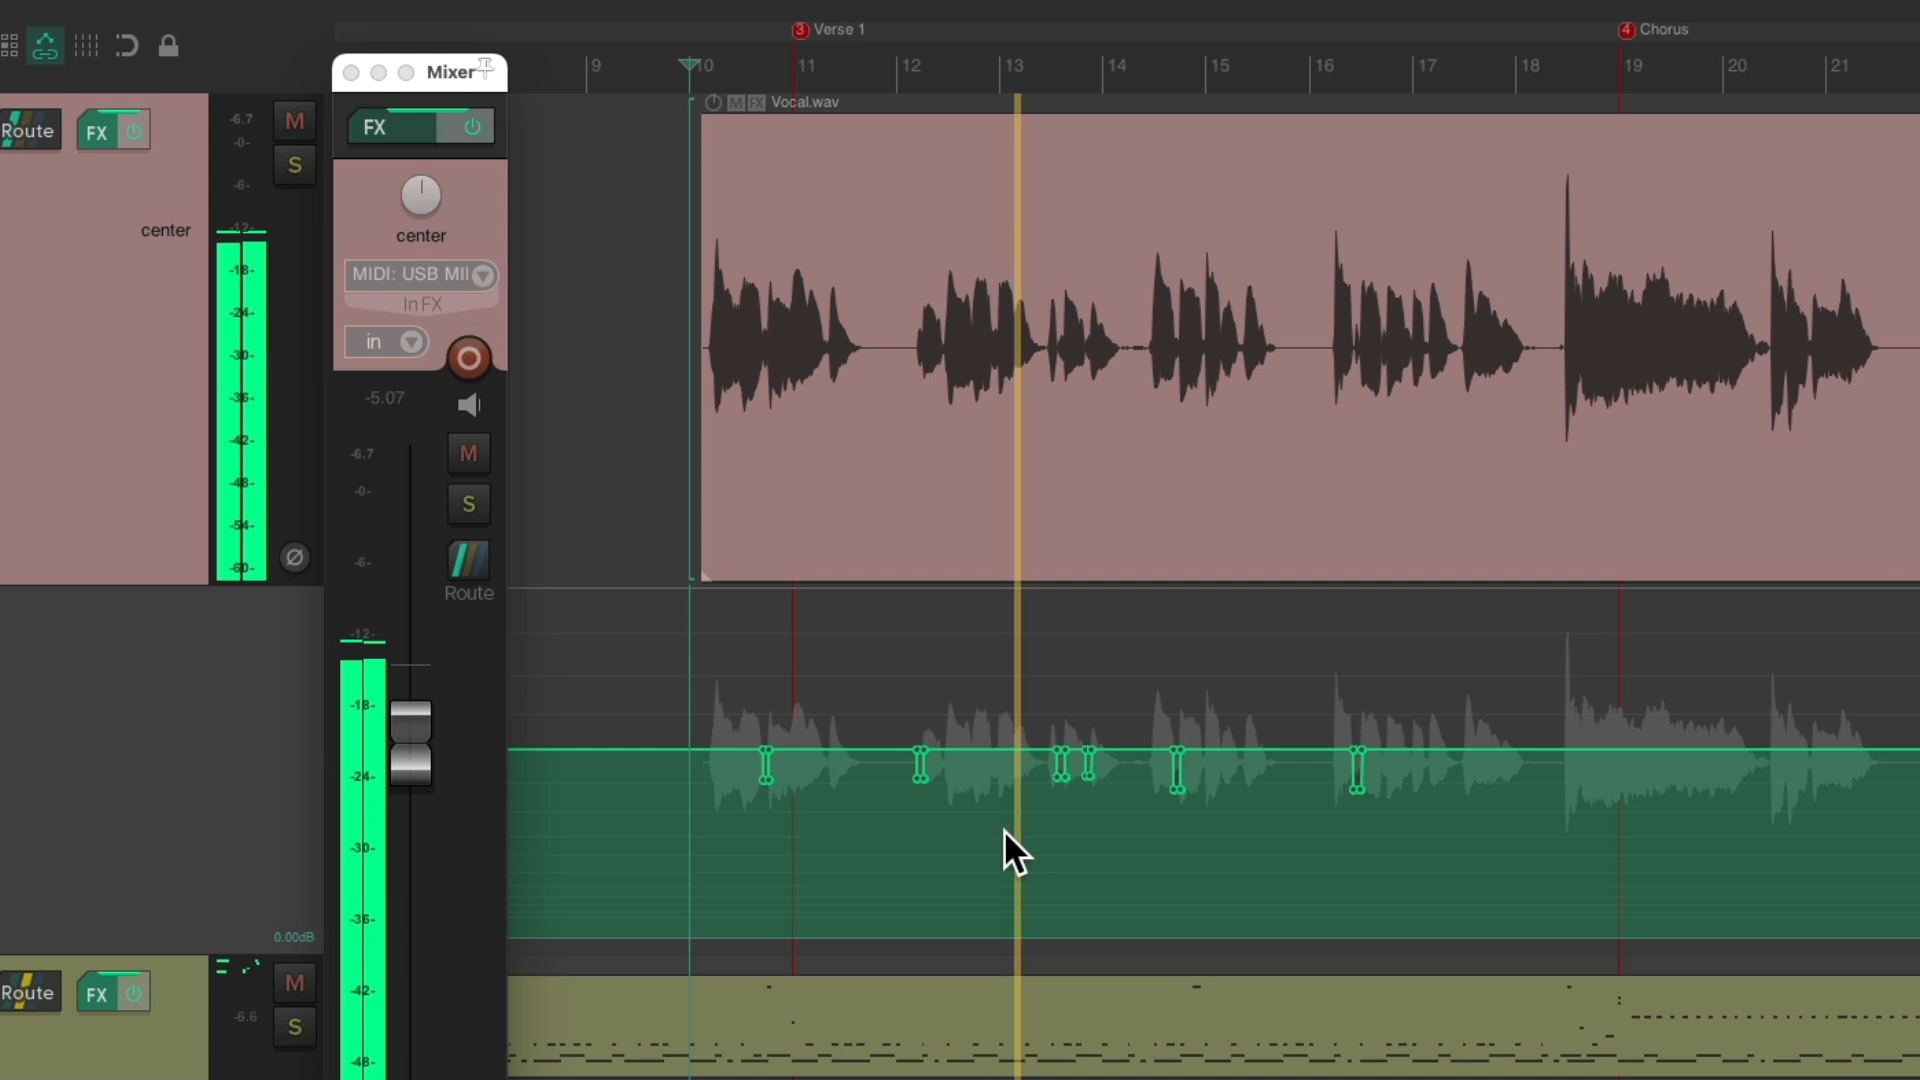 3 Verse 1
4 Chorus
9 10 11 12 13 14 15 16 17 18 19 20 21
Mixer
M FX Vocal.wav
Route
FX
-6.7
-0-
-6-
-12-
-18-
-24-
-30-
-36-
-42-
-48-
-54-
-60-
M
S
center
FX
center
MIDI: USB MII
In FX
in
-5.07
-6.7
-0-
-6-
-12-
-18-
-24-
-30-
-36-
-42-
-48-
M
S
Route
0.00dB
Route
FX
-6.6
M
S